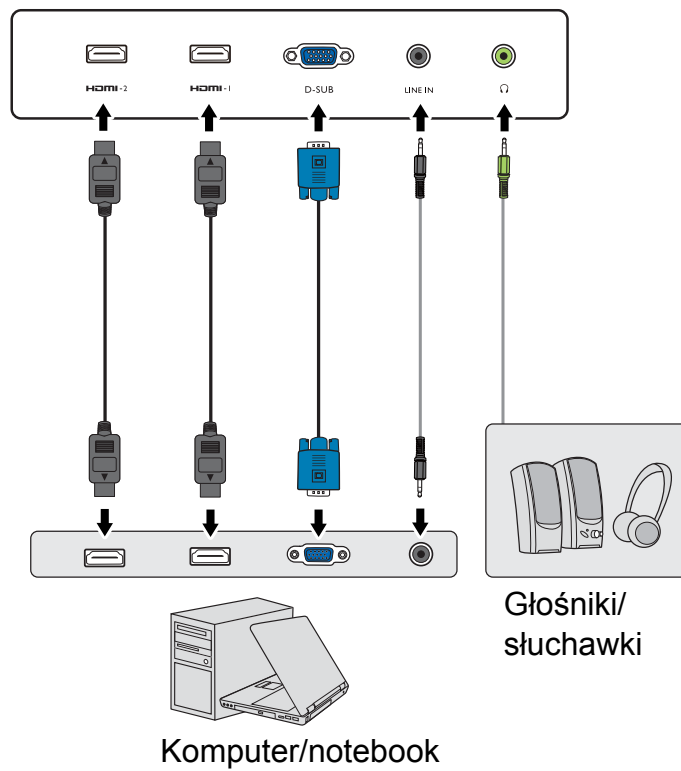 HDMI-2
HDMI-1
D-SUB
LINE IN
Głośniki/
słuchawki
Komputer/notebook